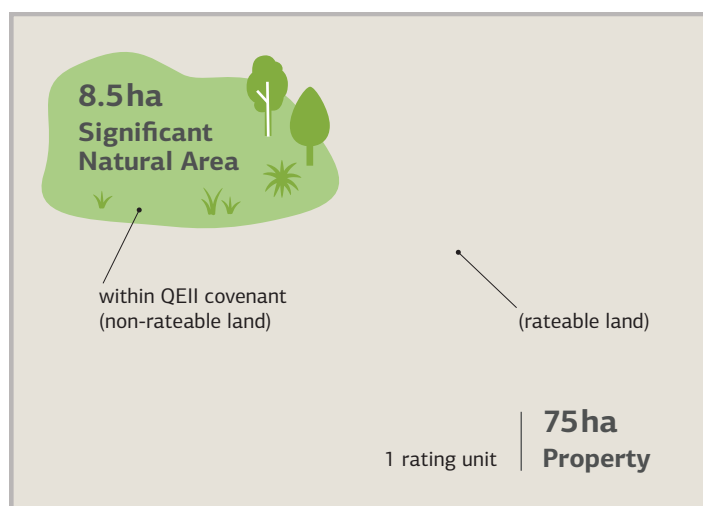 8.5ha
Significant
Natural Area
within QEII covenant
(non-rateable land)
(rateable land)
1 rating unit
75ha
Property